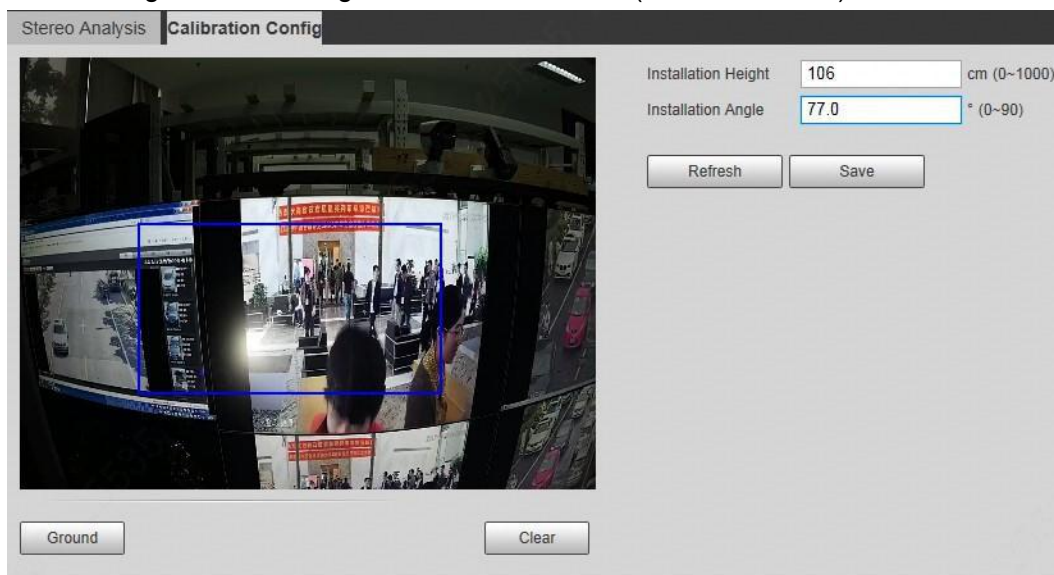 Stereo Analysis Calibration Config
Installation Height 106 cm (0~1000)
Installation Angle 77.0 ° (0~90)
Refresh Save
Ground Clear